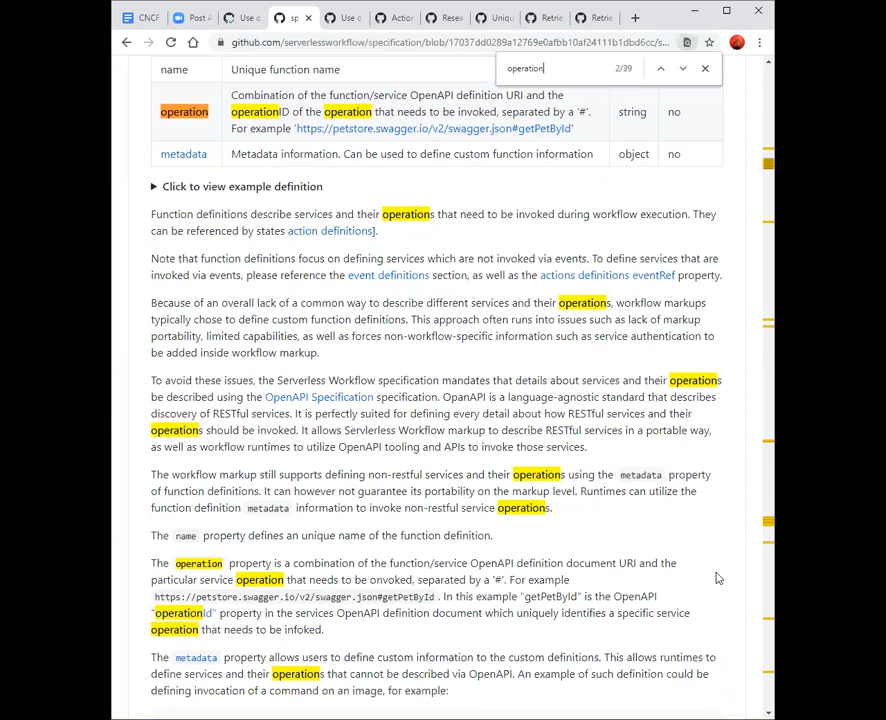 CNCF
Post A
Use o
sp
Use o
Action
Resea
Uniqu
Retrie
Retrie
github.com/serverlessworkflow/specification/blob/17037dd0289a12769e0afbb10af24111b1dbd6cc/s...
operation
2/39
name
Unique function name
operation
Combination of the function/service OpenAPI definition URI and the
operationID of the operation that needs to be invoked, separated by a '#'.
For example 'https://petstore.swagger.io/v2/swagger.json#getPetById'
string
no
metadata
Metadata information. Can be used to define custom function information
object
no
Click to view example definition
Function definitions describe services and their operations that need to be invoked during workflow execution. They
can be referenced by states action definitions].
Note that function definitions focus on defining services which are not invoked via events. To define services that are
invoked via events, please reference the event definitions section, as well as the actions definitions eventRef property.
Because of an overall lack of a common way to describe different services and their operations, workflow markups
typically chose to define custom function definitions. This approach often runs into issues such as lack of markup
portability, limited capabilities, as well as forces non-workflow-specific information such as service authentication to
be added inside workflow markup.
To avoid these issues, the Serverless Workflow specification mandates that details about services and their operations
be described using the OpenAPI Specification specification. OpanAPI is a language-agnostic standard that describes
discovery of RESTful services. It is perfectly suited for defining every detail about how RESTful services and their
operations should be invoked. It allows Servlerless Workflow markup to describe RESTful services in a portable way,
as well as workflow runtimes to utilize OpenAPI tooling and APIs to invoke those services.
The workflow markup still supports defining non-restful services and their operations using the metadata property
of function definitions. It can however not guarantee its portability on the markup level. Runtimes can utilize the
function definition metadata information to invoke non-restful service operations.
The name property defines an unique name of the function definition.
The operation property is a combination of the function/service OpenAPI definition document URI and the
particular service operation that needs to be onvoked, separated by a '#'. For example
https://petstore.swagger.io/v2/swagger.json#getPetById . In this example "getPetById" is the OpenAPI
"operationId" property in the services OpenAPI definition document which uniquely identifies a specific service
operation that needs to be infoked.
The metadata property allows users to define custom information to the custom definitions. This allows runtimes to
define services and their operations that cannot be described via OpenAPI. An example of such definition could be
defining invocation of a command on an image, for example: